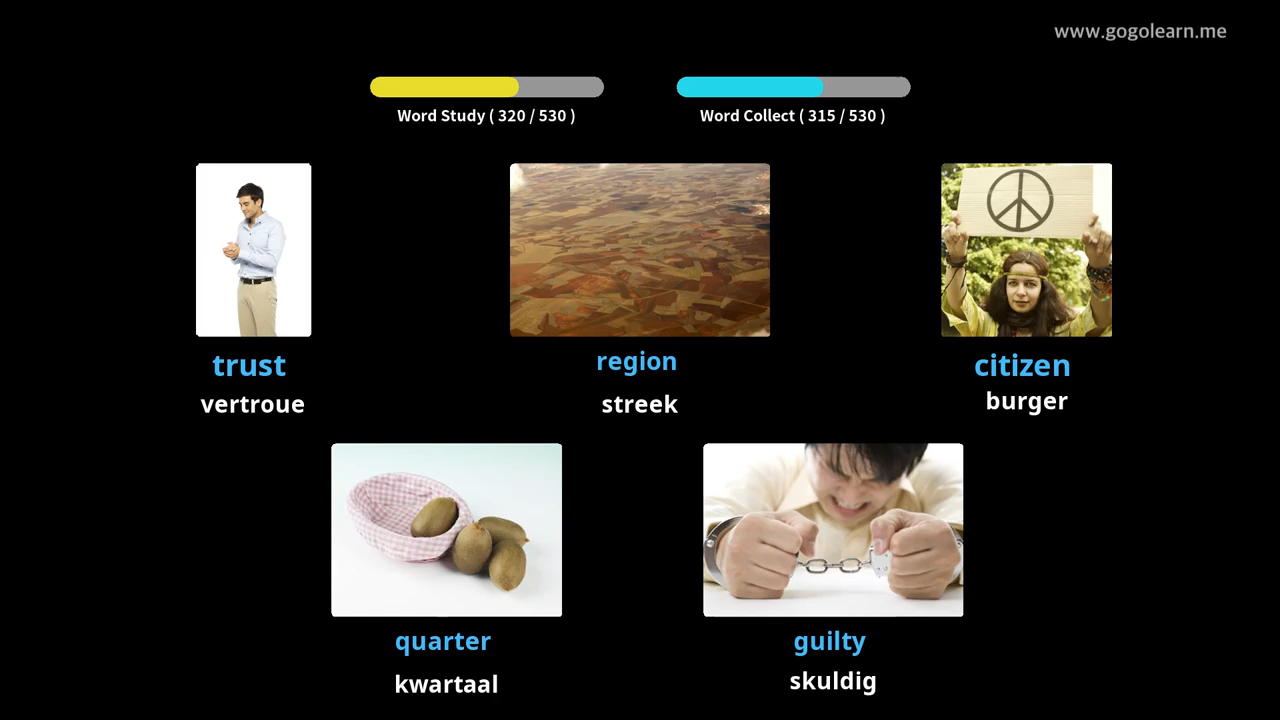 www.gogolearn.me
Word Study ( 320 / 530 )
Word Collect ( 315 / 530 )
trust
vertroue
region
streek
citizen
burger
quarter
kwartaal
guilty
skuldig